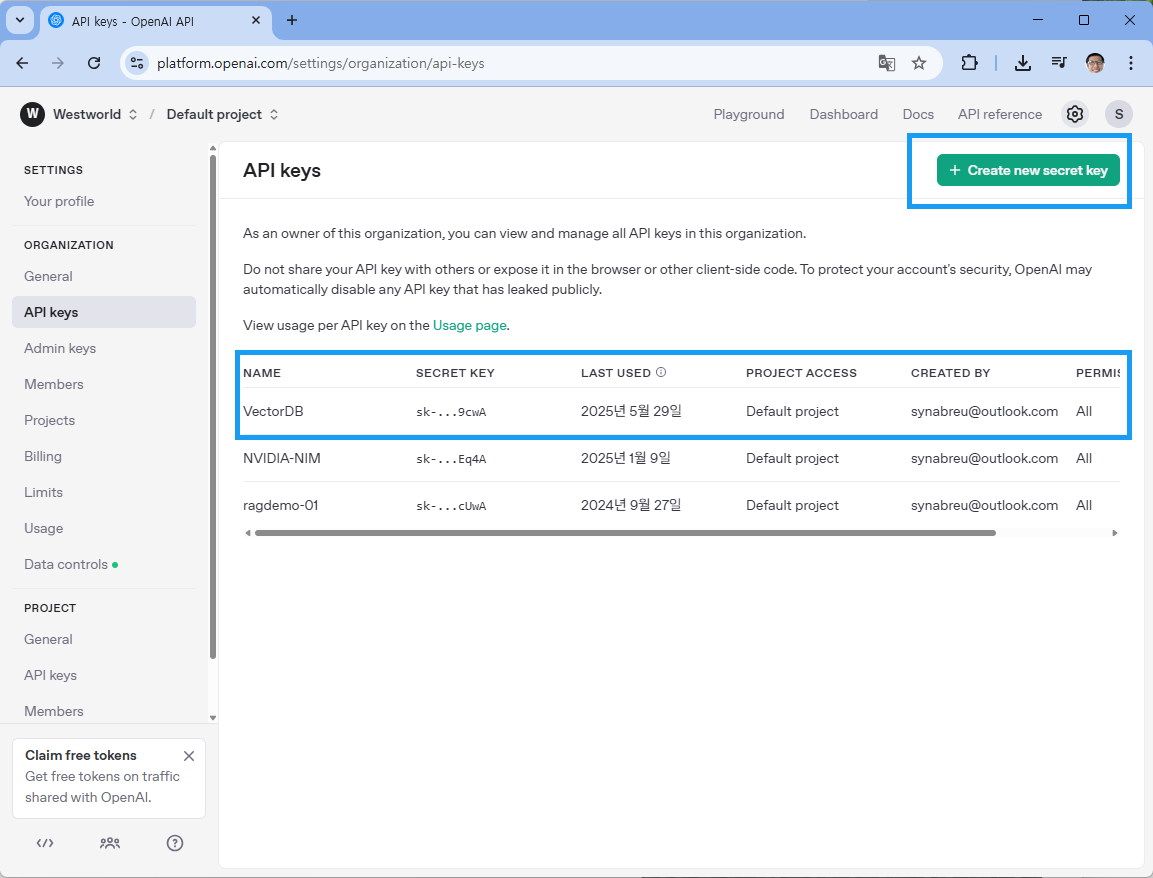 API keys - OpenAI API
platform.openai.com/settings/organization/api-keys
W Westworld / Default project
Playground Dashboard Docs API reference S
SETTINGS
Your profile
ORGANIZATION
General
API keys
Admin keys
Members
Projects
Billing
Limits
Usage
Data controls
PROJECT
General
API keys
Members
Claim free tokens
Get free tokens on traffic
shared with OpenAI.
API keys
+ Create new secret key
As an owner of this organization, you can view and manage all API keys in this organization.
Do not share your API key with others or expose it in the browser or other client-side code. To protect your account's security, OpenAI may
automatically disable any API key that has leaked publicly.
View usage per API key on the Usage page.
NAME SECRET KEY LAST USED PROJECT ACCESS CREATED BY PERMIS
VectorDB sk-...9cwA 2025년 5월 29일 Default project synabreu@outlook.com All
NVIDIA-NIM sk-...Eq4A 2025년 1월 9일 Default project synabreu@outlook.com All
ragdemo-01 sk-...cUwA 2024년 9월 27일 Default project synabreu@outlook.com All